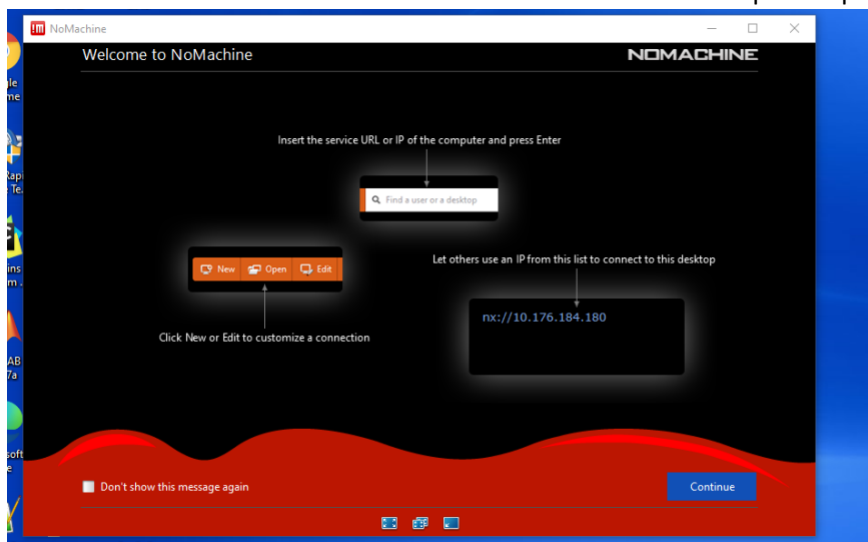 NoMachine
Welcome to NoMachine
NOMACHINE
Insert the service URL or IP of the computer and press Enter
Find a user or a desktop
New Open Edit
Let others use an IP from this list to connect to this desktop
nx://10.176.184.180
Click New or Edit to customize a connection
Don't show this message again
Continue